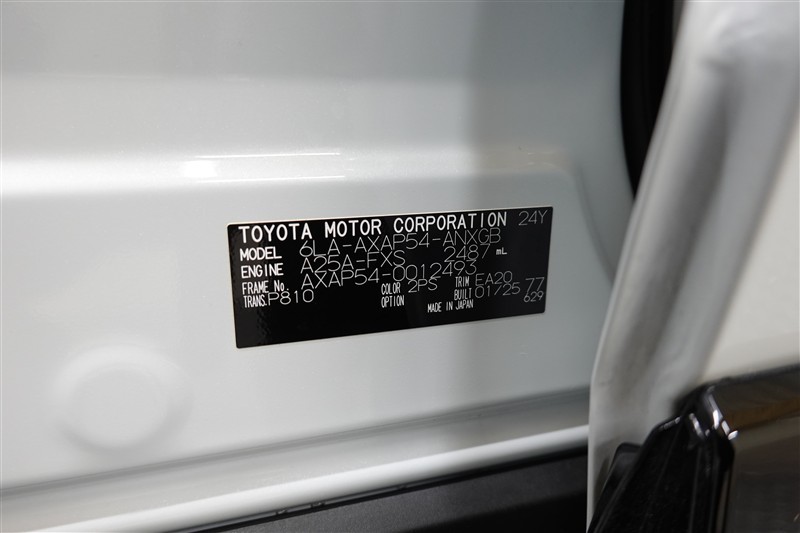 TOYOTA MOTOR CORPORATION 24Y
MODEL 6LA-AXAP54-ANXGB
ENGINE A25A-FXS 2487 mL
FRAME No. AXAP54-0012493
TRANS. P810 COLOR 2PS TRIM EA20 77
OPTION BUILT 01/25 629
MADE IN JAPAN